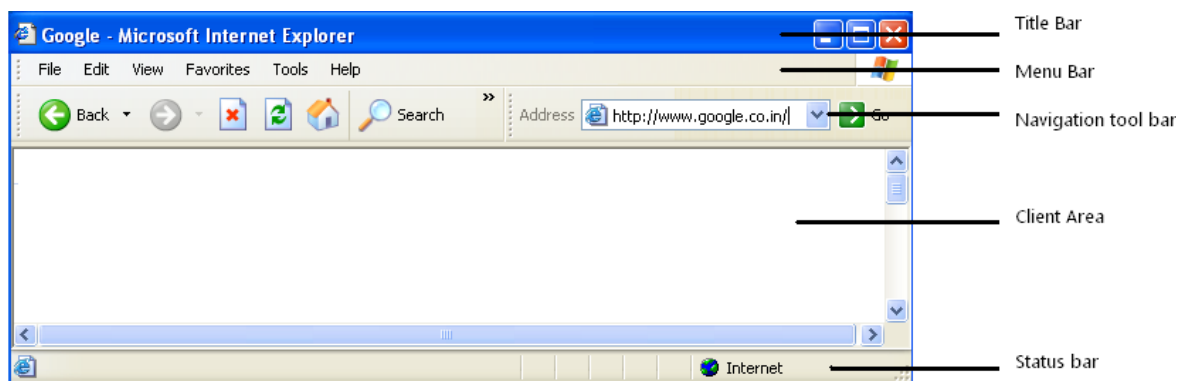 Google - Microsoft Internet Explorer
Title Bar
File Edit View Favorites Tools Help
Menu Bar
Back Search » Address http://www.google.co.in/ Go
Navigation tool bar
Client Area
Internet
Status bar